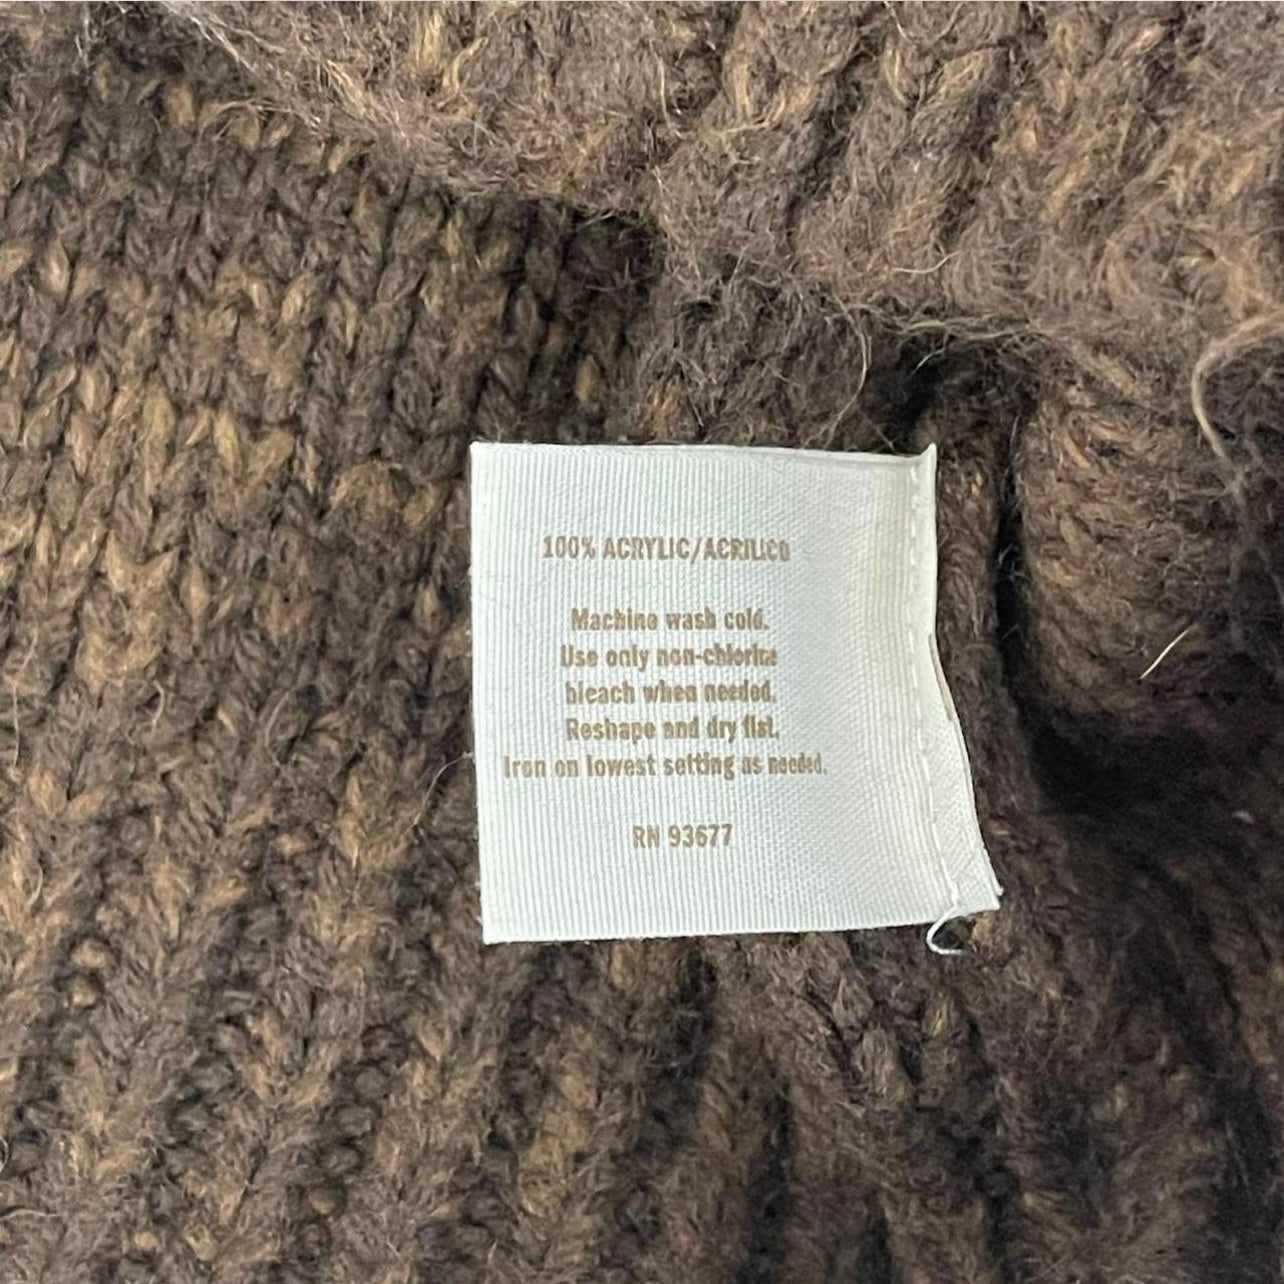 100% ACRYLIC/ACRILICO
Machine wash cold.
Use only non-chlorine
bleach when needed.
Reshape and dry flat.
Iron on lowest setting as needed.
RN 93677